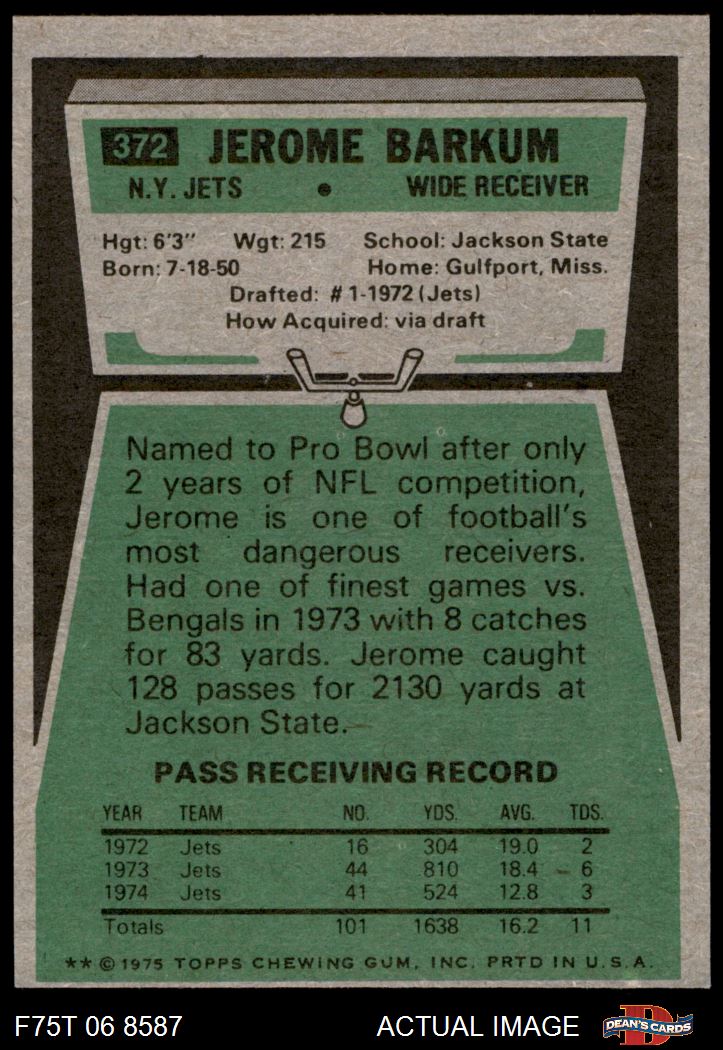 372 JEROME BARKUM
N.Y. JETS • WIDE RECEIVER
Hgt: 6'3" Wgt: 215 School: Jackson State
Born: 7-18-50 Home: Gulfport, Miss.
Drafted: #1-1972 (Jets)
How Acquired: via draft
Named to Pro Bowl after only
2 years of NFL competition,
Jerome is one of football's
most dangerous receivers.
Had one of finest games vs.
Bengals in 1973 with 8 catches
for 83 yards. Jerome caught
128 passes for 2130 yards at
Jackson State.
PASS RECEIVING RECORD
YEAR TEAM NO. YDS. AVG. TDS.
1972 Jets 16 304 19.0 2
1973 Jets 44 810 18.4 6
1974 Jets 41 524 12.8 3
Totals 101 1638 16.2 11
** © 1975 TOPPS CHEWING GUM, INC. PRTD IN U.S.A.
F75T 06 8587 ACTUAL IMAGE D DEAN'S CARDS